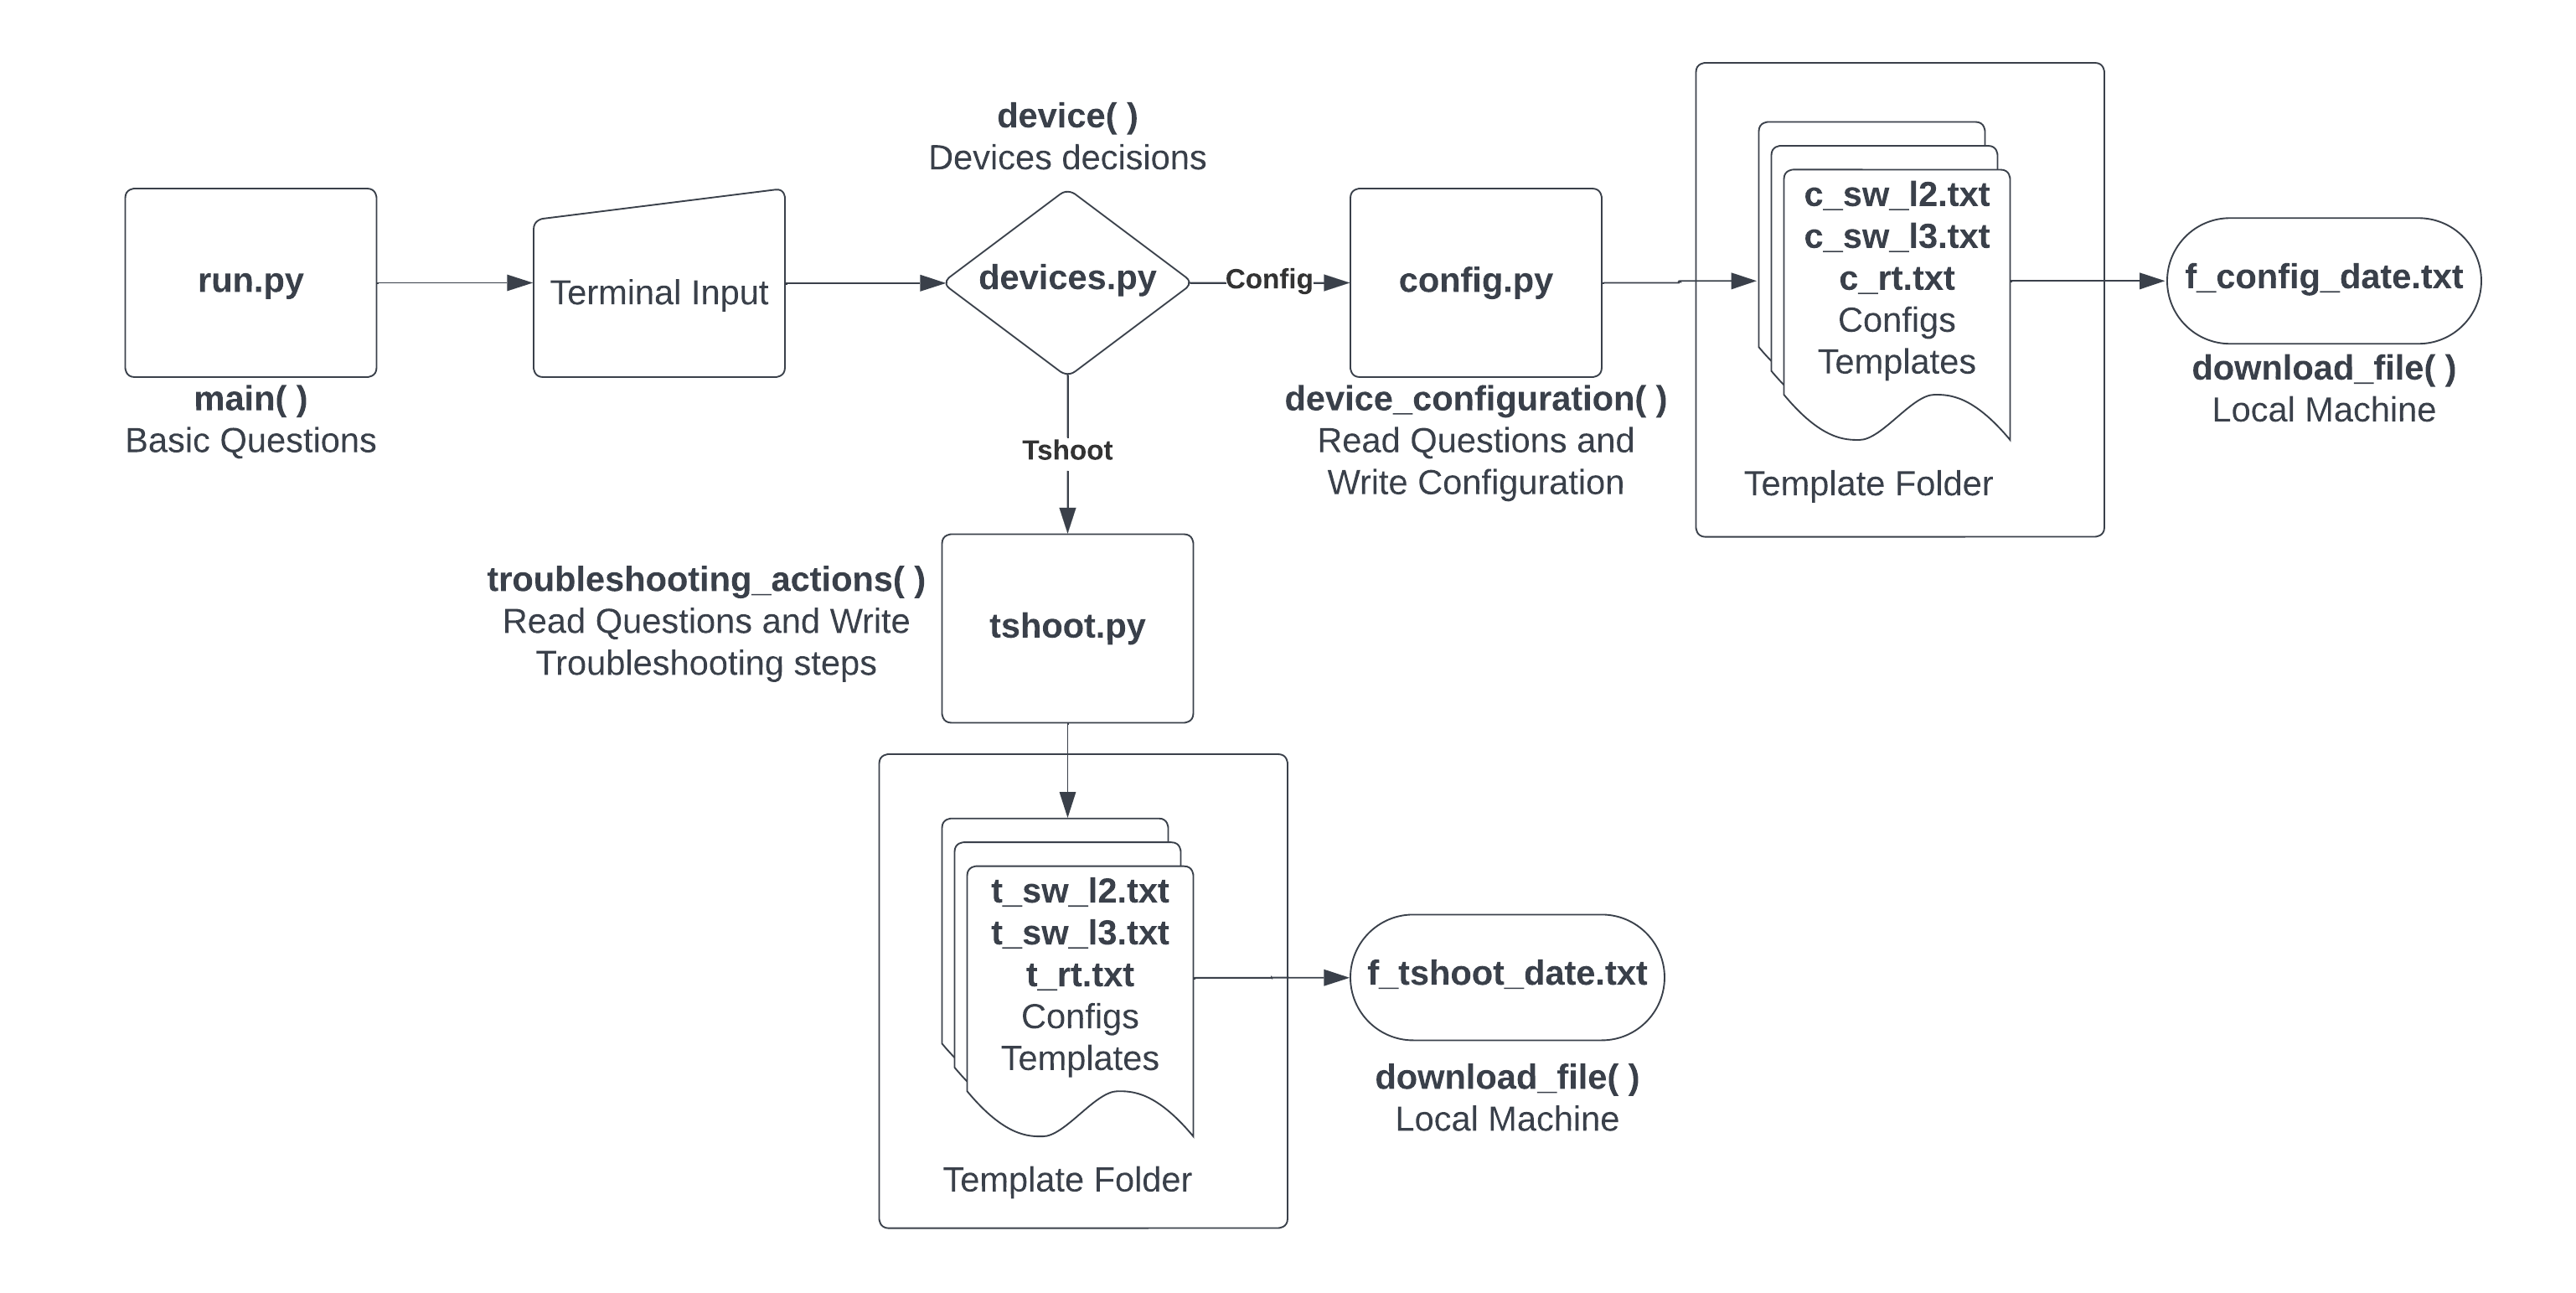 run.py
main( )
Basic Questions
Terminal Input
device( )
Devices decisions
devices.py
Config
config.py
device_configuration( )
Read Questions and
Write Configuration
c_sw_l2.txt
c_sw_l3.txt
c_rt.txt
Configs
Templates
Template Folder
f_config_date.txt
download_file( )
Local Machine
Tshoot
troubleshooting_actions( )
Read Questions and Write
Troubleshooting steps
tshoot.py
t_sw_l2.txt
t_sw_l3.txt
t_rt.txt
Configs
Templates
Template Folder
f_tshoot_date.txt
download_file( )
Local Machine